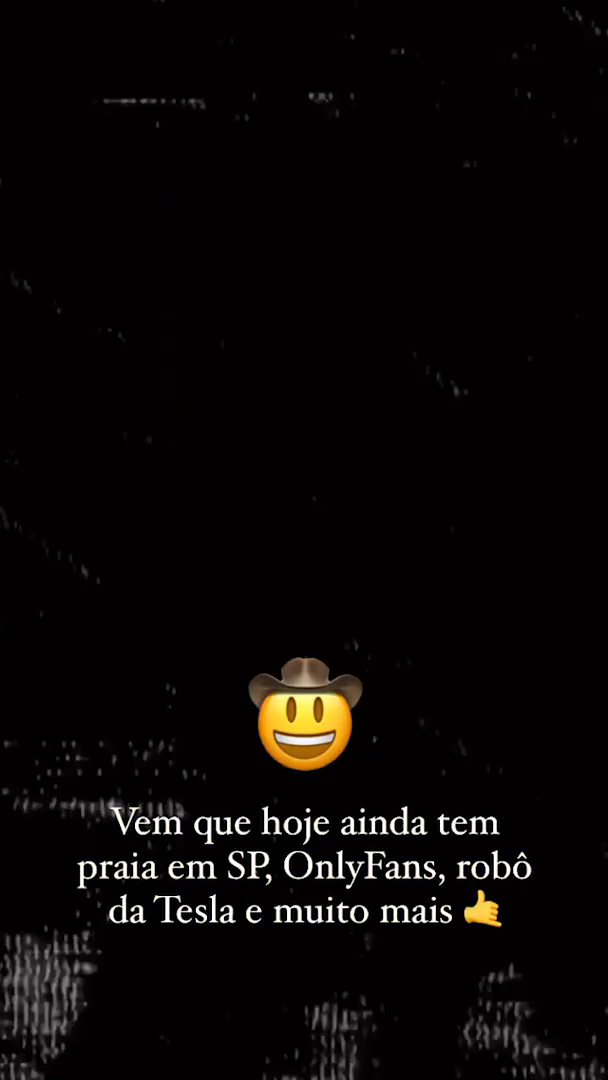 Vem que hoje ainda tem
praia em SP, OnlyFans, robô
da Tesla e muito mais 🤙